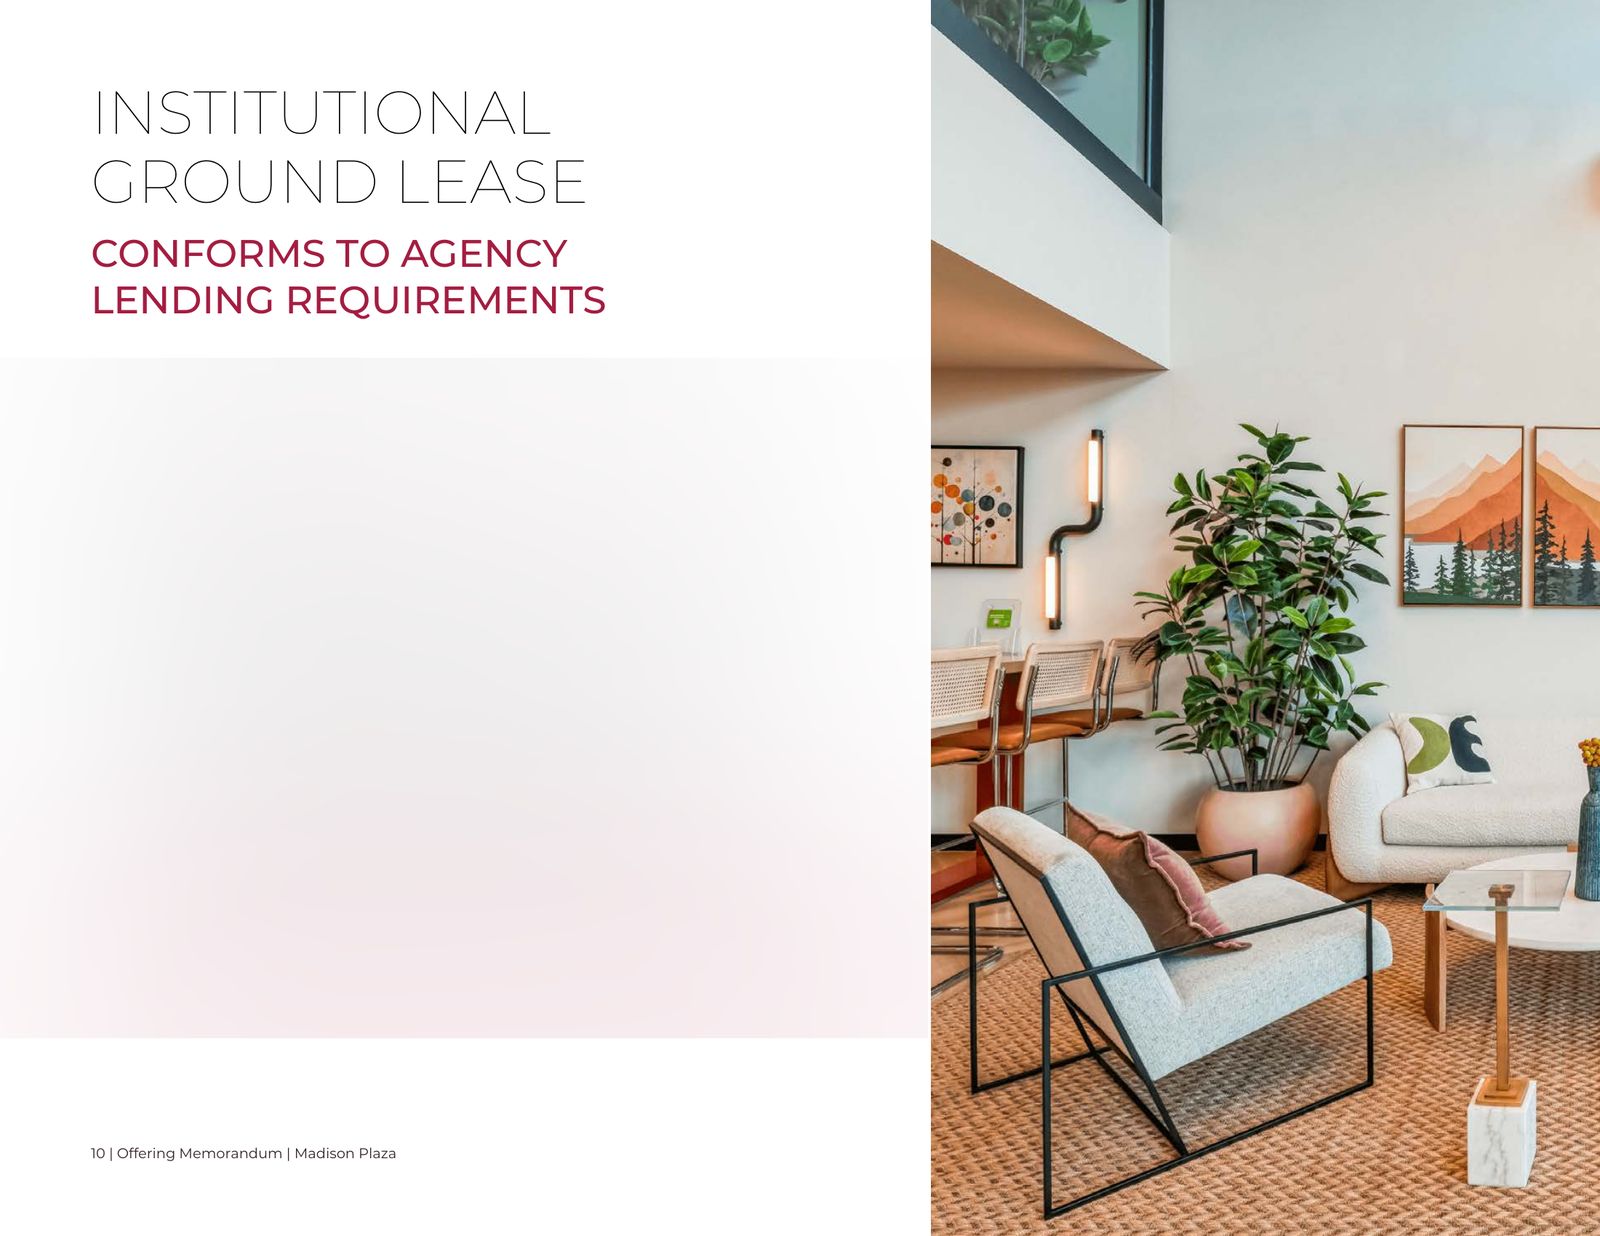 INSTITUTIONAL
GROUND LEASE
CONFORMS TO AGENCY
LENDING REQUIREMENTS
10 | Offering Memorandum | Madison Plaza